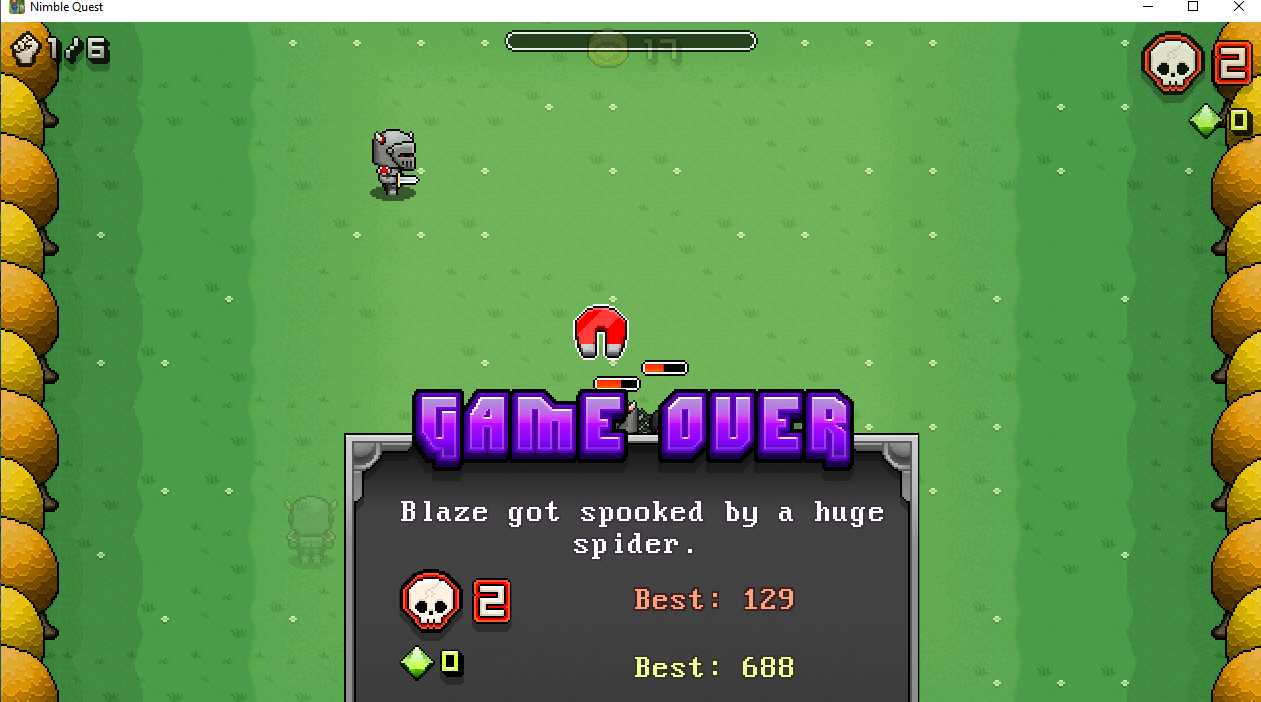 Nimble Quest
1/6
17
2
0
GAME OVER
Blaze got spooked by a huge
spider.
2
Best: 129
0
Best: 688